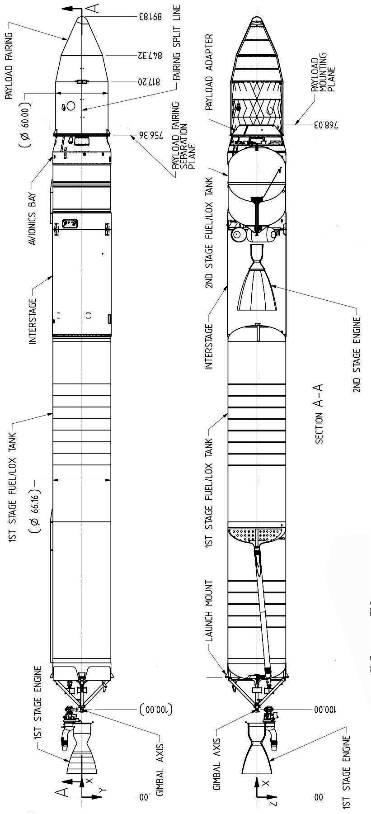 A
891.83
PAYLOAD FAIRING
PAIRING SPLIT LINE
847.32
817.20
(Ø 60.00)
756.36
PAYLOAD FAIRING
SEPARATION
PLANE
AVIONICS BAY
INTERSTAGE
1ST STAGE FUEL/LOX TANK
(Ø 66.16)
1ST STAGE ENGINE
(100.00)
GIMBAL AXIS
A
X
Y
.00
PAYLOAD ADAPTER
PAYLOAD
MOUNTING
PLANE
768.03
2ND STAGE FUEL/LOX TANK
INTERSTAGE
2ND STAGE ENGINE
SECTION A-A
1ST STAGE FUEL/LOX TANK
LAUNCH MOUNT
100.00
GIMBAL AXIS
X
Z
.00
1ST STAGE ENGINE